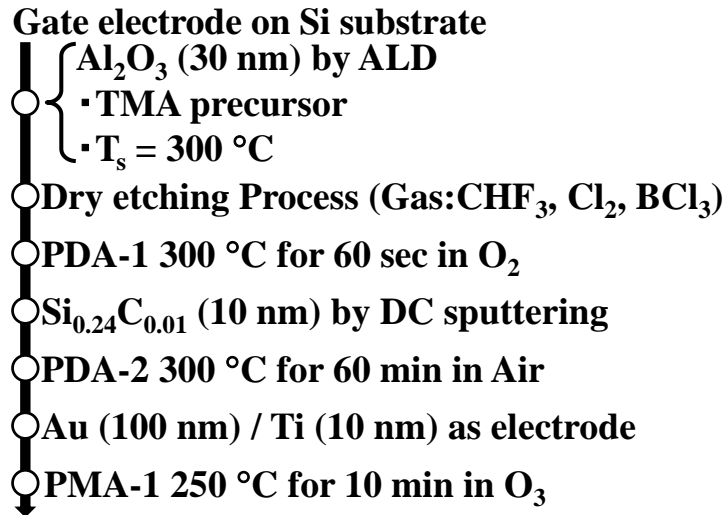 Gate electrode on Si substrate
Al₂O₃ (30 nm) by ALD
・TMA precursor
・Tₛ = 300 °C
Dry etching Process (Gas:CHF₃, Cl₂, BCl₃)
PDA-1 300 °C for 60 sec in O₂
Si₀.₂₄C₀.₀₁ (10 nm) by DC sputtering
PDA-2 300 °C for 60 min in Air
Au (100 nm) / Ti (10 nm) as electrode
PMA-1 250 °C for 10 min in O₃